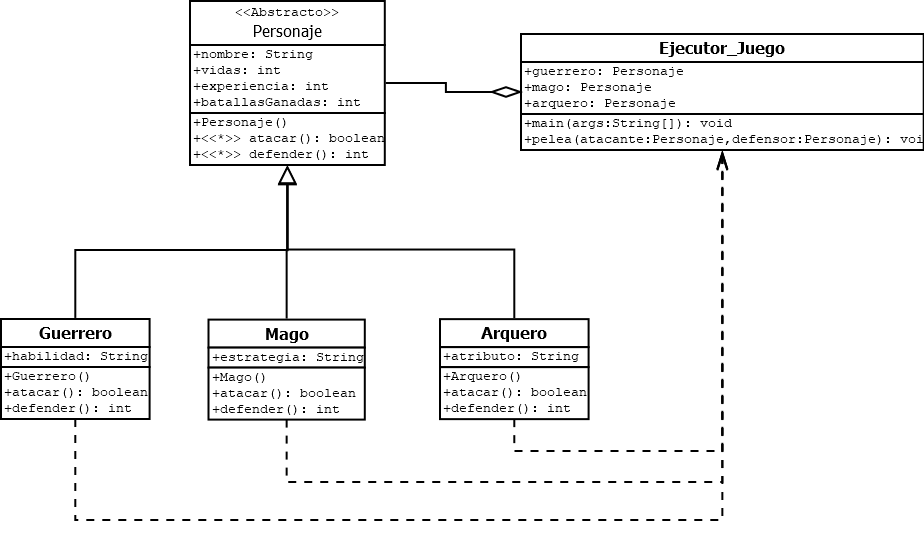 <<Abstracto>>
Personaje
+nombre: String
+vidas: int
+experiencia: int
+batallasGanadas: int
+Personaje()
+<<*>> atacar(): boolean
+<<*>> defender(): int
Ejecutor_Juego
+guerrero: Personaje
+mago: Personaje
+arquero: Personaje
+main(args:String[]): void
+pelea(atacante:Personaje,defensor:Personaje): voi
Guerrero
+habilidad: String
+Guerrero()
+atacar(): boolean
+defender(): int
Mago
+estrategia: String
+Mago()
+atacar(): boolean
+defender(): int
Arquero
+atributo: String
+Arquero()
+atacar(): boolean
+defender(): int